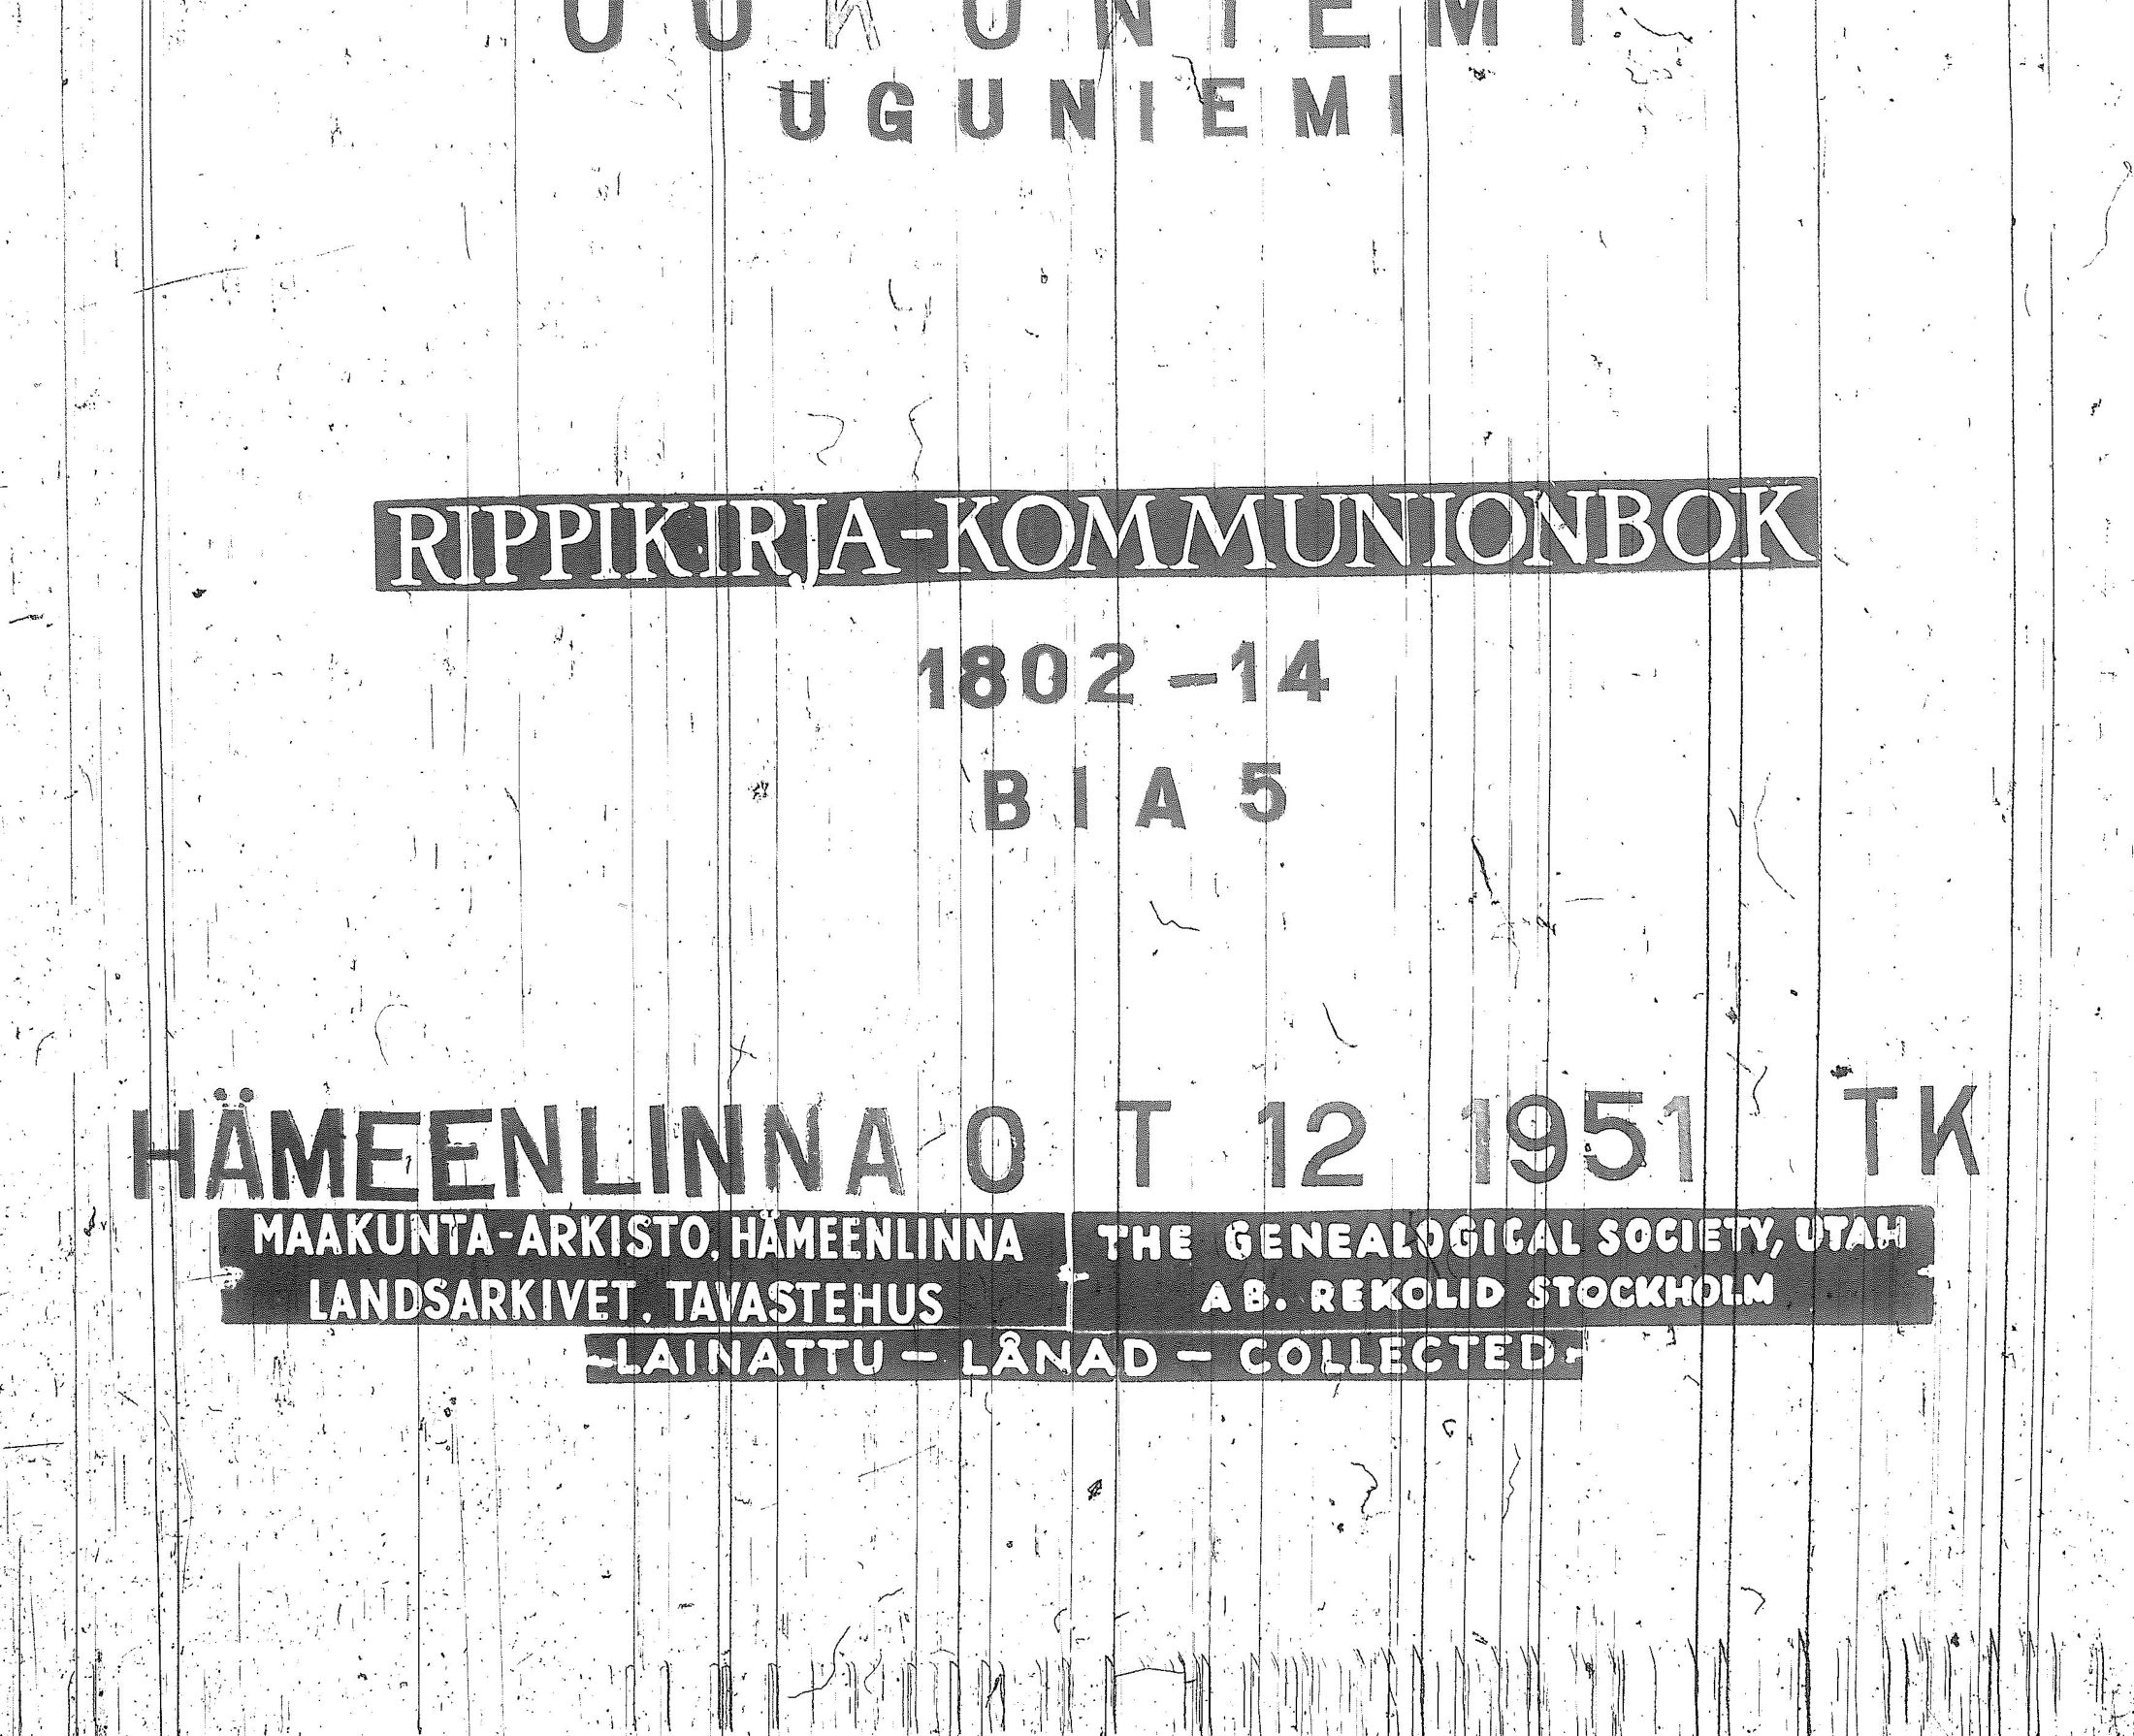 UUKUNIEMI
UGUNIEMI
RIPPIKIRJA-KOMMUNIONBOK
1802-14
B I A 5
HÄMEENLINNA O T 12 1951 TK
MAAKUNTA-ARKISTO, HÄMEENLINNA
LANDSARKIVET, TAVASTEHUS
THE GENEALOGICAL SOCIETY, UTAH
AB. REKOLID STOCKHOLM
LAINATTU - LÅNAD - COLLECTED